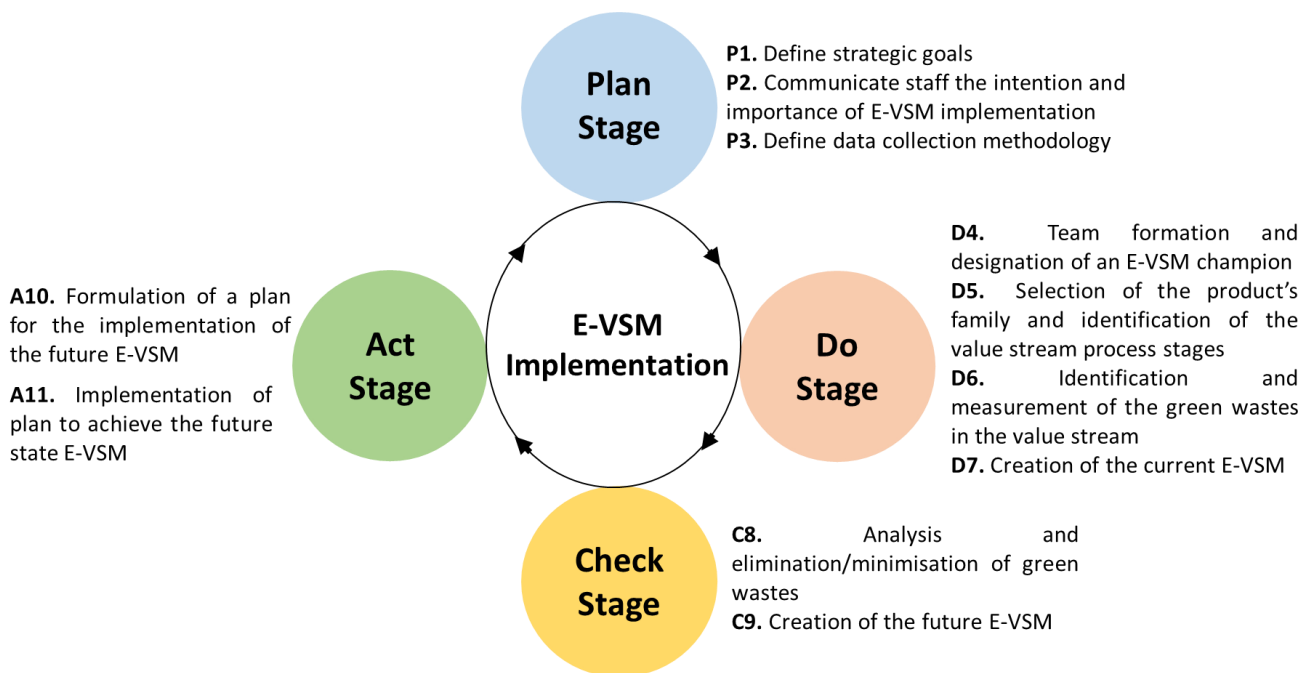 Plan
Stage
P1. Define strategic goals
P2. Communicate staff the intention and
importance of E-VSM implementation
P3. Define data collection methodology
E-VSM
Implementation
Do
Stage
D4. Team formation and
designation of an E-VSM champion
D5. Selection of the product’s
family and identification of the
value stream process stages
D6. Identification and
measurement of the green wastes
in the value stream
D7. Creation of the current E-VSM
Check
Stage
C8. Analysis and
elimination/minimisation of green
wastes
C9. Creation of the future E-VSM
Act
Stage
A10. Formulation of a plan
for the implementation of
the future E-VSM
A11. Implementation of
plan to achieve the future
state E-VSM